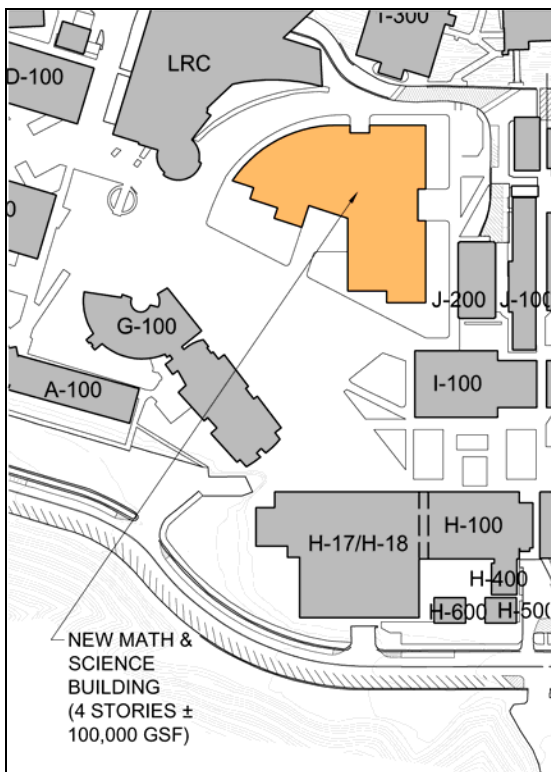 T-300
LRC
D-100
0
G-100
J-200
J-100
I-100
A-100
H-17/H-18
H-100
H-400
H-600
H-500
NEW MATH &
SCIENCE
BUILDING
(4 STORIES ±
100,000 GSF)